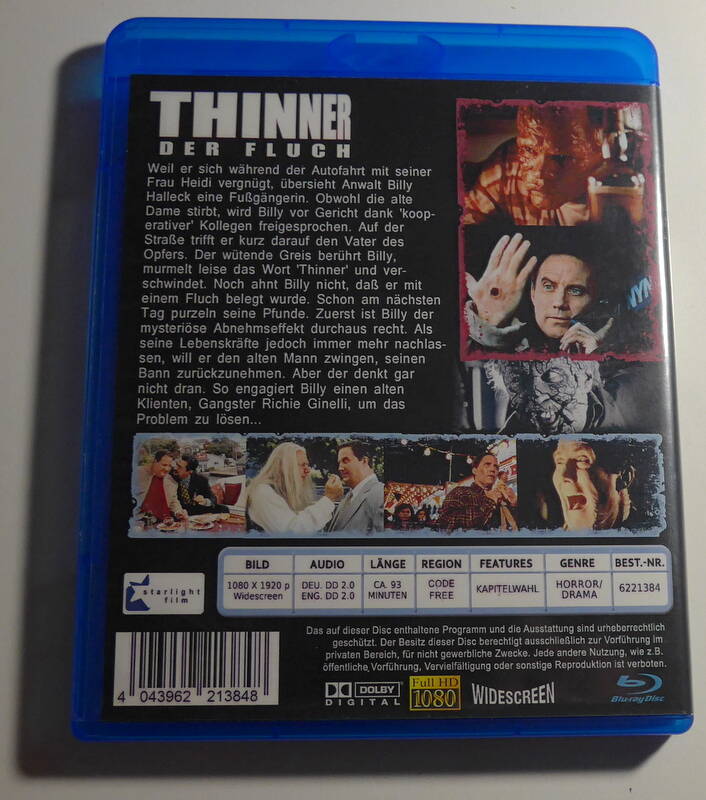 THINNER
DER FLUCH
Weil er sich während der Autofahrt mit seiner
Frau Heidi vergnügt, übersieht Anwalt Billy
Halleck eine Fußgängerin. Obwohl die alte
Dame stirbt, wird Billy vor Gericht dank 'koop-
erativer' Kollegen freigesprochen. Auf der
Straße trifft er kurz darauf den Vater des
Opfers. Der wütende Greis berührt Billy,
murmelt leise das Wort 'Thinner' und ver-
schwindet. Noch ahnt Billy nicht, daß er mit
einem Fluch belegt wurde. Schon am nächsten
Tag purzeln seine Pfunde. Zuerst ist Billy der
mysteriöse Abnehmseffekt durchaus recht. Als
seine Lebenskräfte jedoch immer mehr nachlas-
sen, will er den alten Mann zwingen, seinen
Bann zurückzunehmen. Aber der denkt gar
nicht dran. So engagiert Billy einen alten
Klienten, Gangster Richie Ginelli, um das
Problem zu lösen...
starlight
film
BILD AUDIO LÄNGE REGION FEATURES GENRE BEST.-NR.
1080 X 1920 p DEU. DD 2.0 CA. 93 CODE KAPITELWAHL HORROR/ 6221384
Widescreen ENG. DD 2.0 MINUTEN FREE DRAMA
Das auf dieser Disc enthaltene Programm und die Ausstattung sind urheberrechtlich
geschützt. Der Besitz dieser Disc berechtigt ausschließlich zur Vorführung im
privaten Bereich, für nicht gewerbliche Zwecke. Jede andere Nutzung, wie z.B.
öffentliche Vorführung, Vervielfältigung oder sonstige Reproduktion ist verboten.
4 043962 213848
DOLBY
DIGITAL
Full HD
1080
WIDESCREEN
Blu-ray Disc